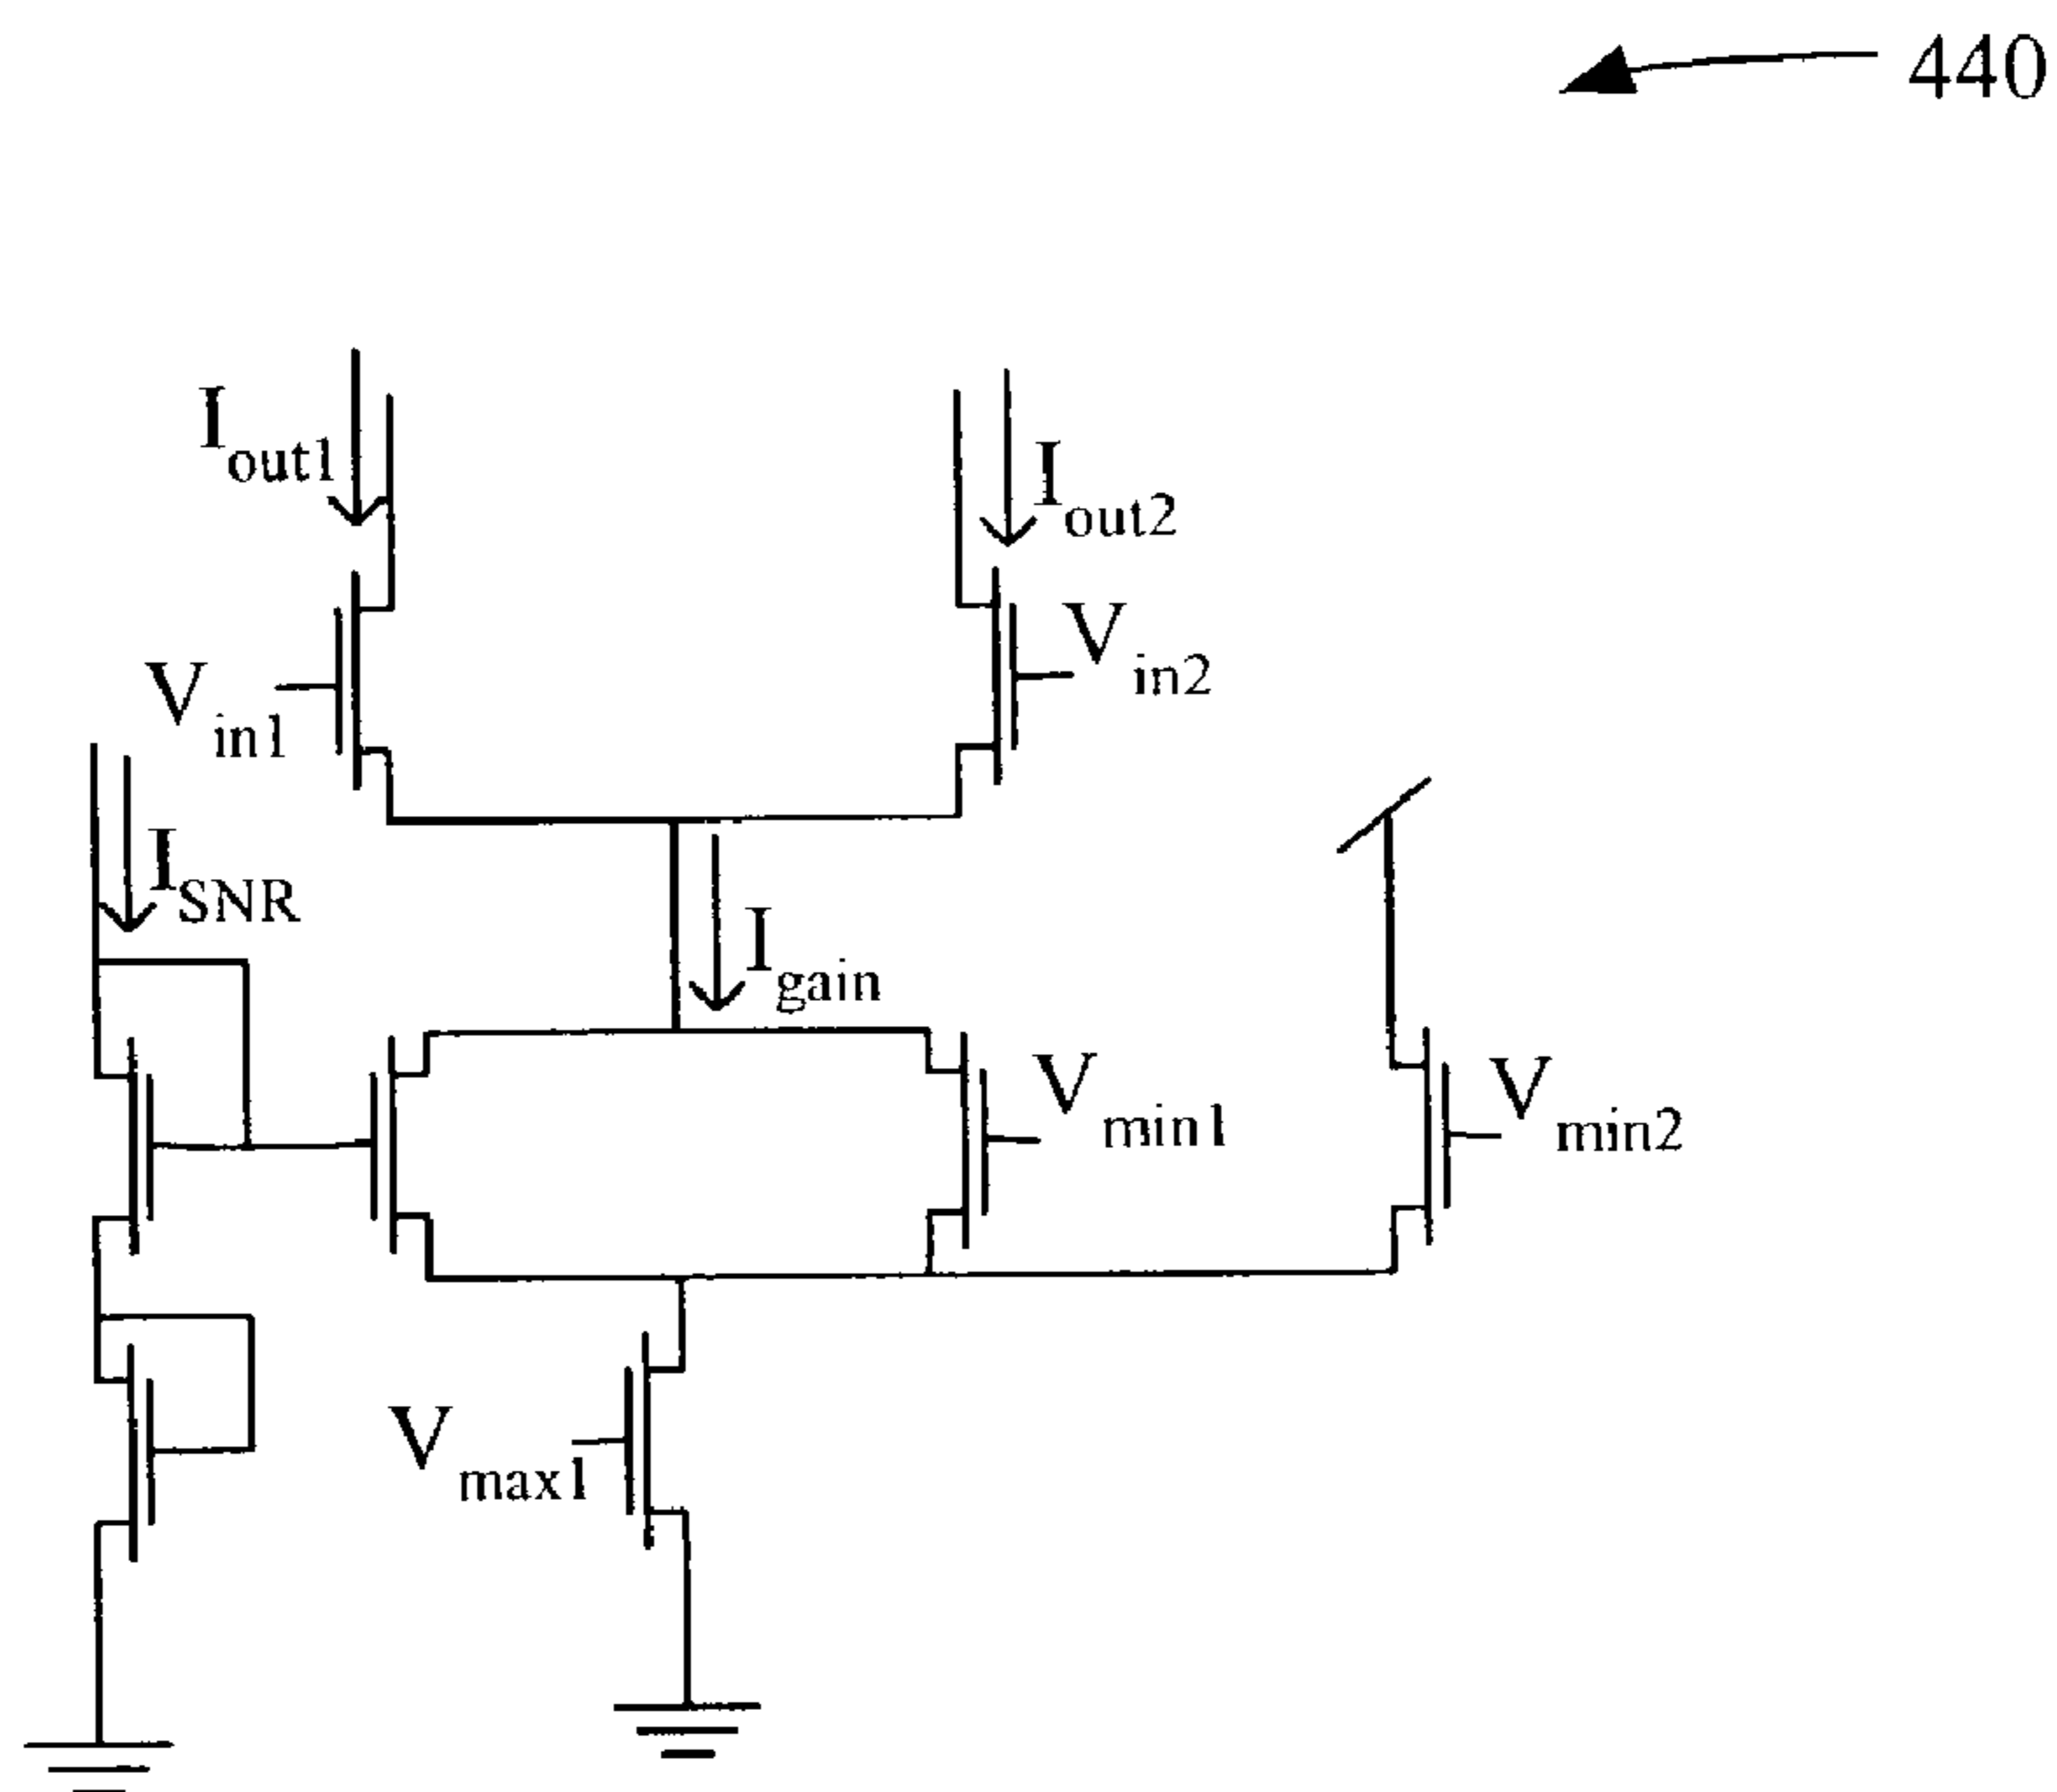 440
Iout1
Iout2
Vin1
Vin2
ISNR
Igain
Vmin1
Vmin2
Vmax1